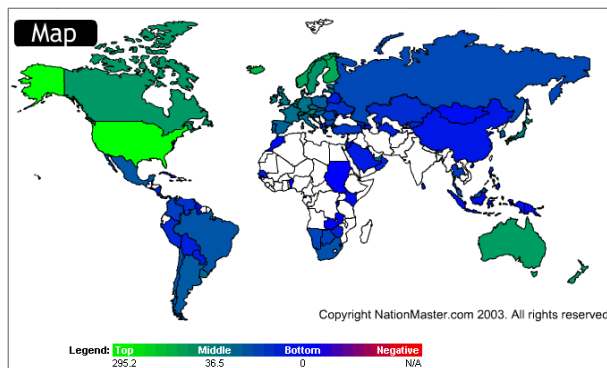 Map
Copyright NationMaster.com 2003. All rights reserved
Legend: Top Middle Bottom Negative
295.2 36.5 0 N/A